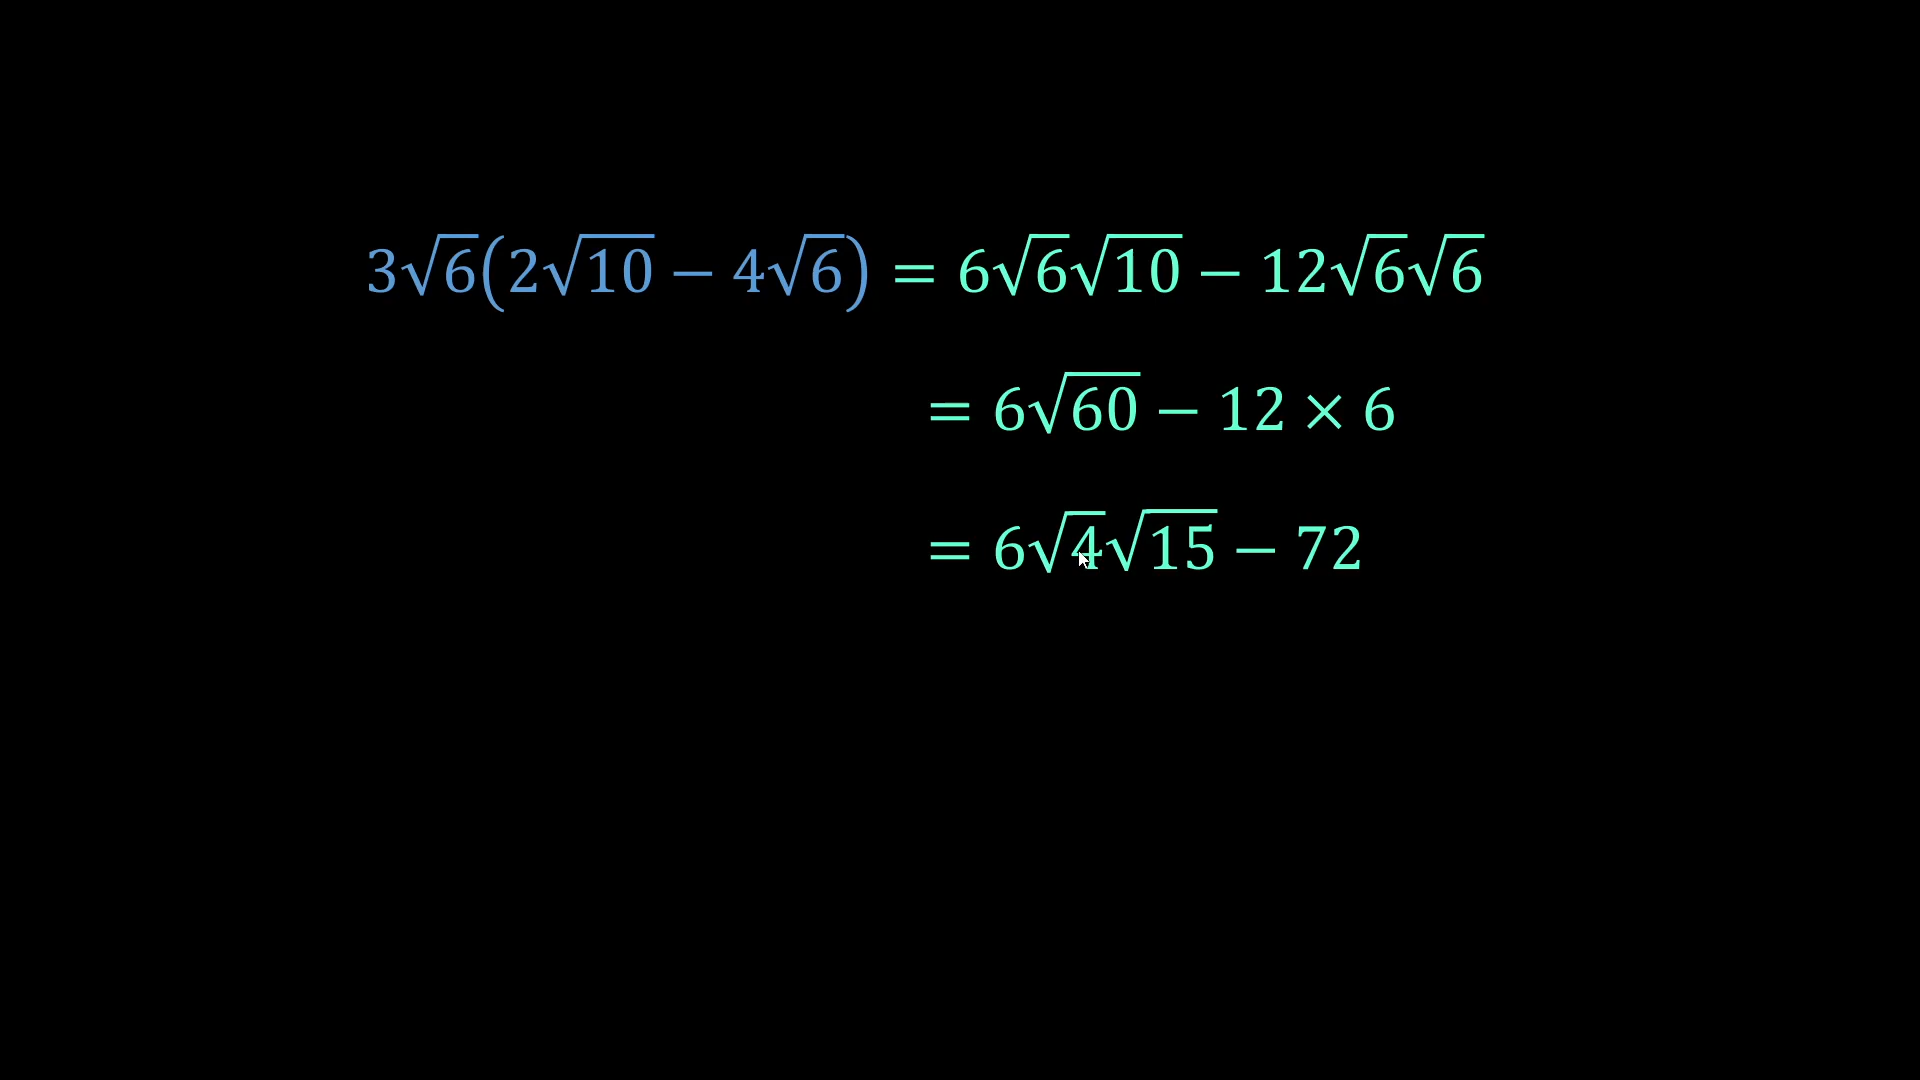 3√6(2√10 − 4√6) = 6√6√10 − 12√6√6
= 6√60 − 12 × 6
= 6√4√15 − 72